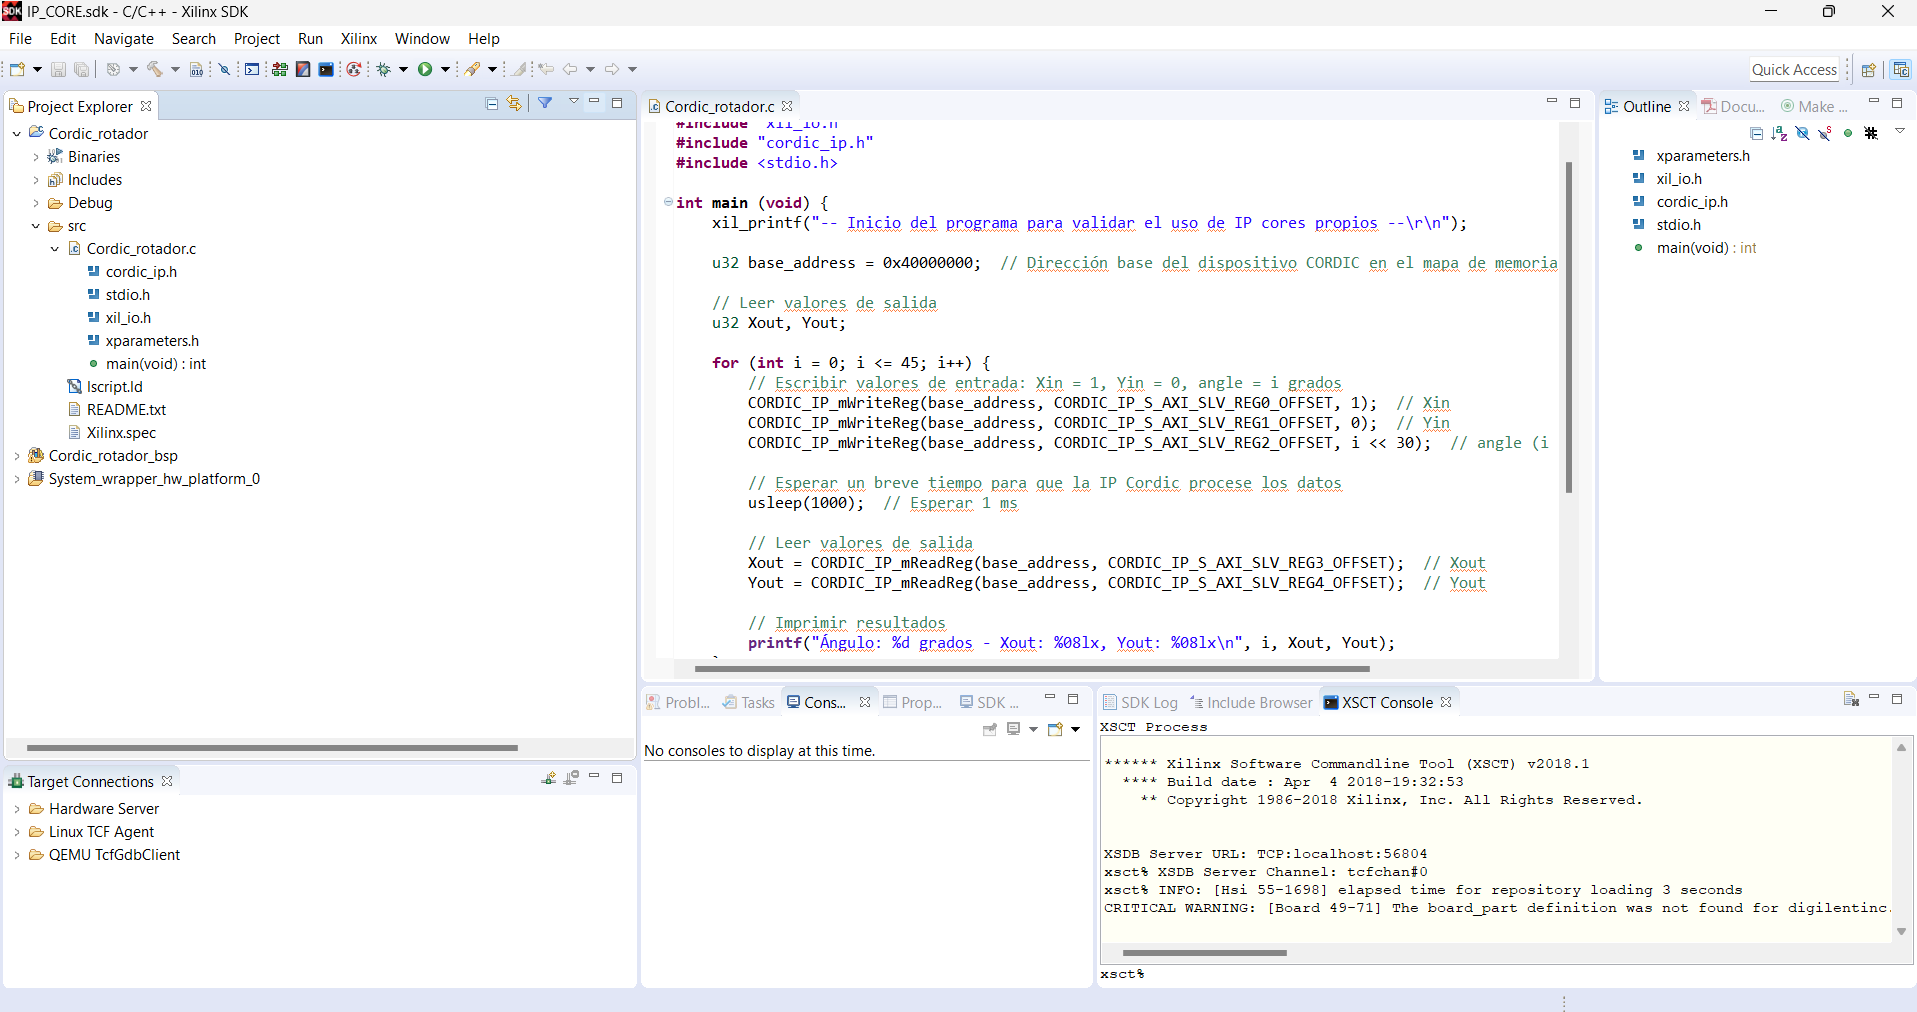 IP_CORE.sdk - C/C++ - Xilinx SDK
File Edit Navigate Search Project Run Xilinx Window Help
Quick Access
Project Explorer
Cordic_rotador
Binaries
Includes
Debug
src
Cordic_rotador.c
cordic_ip.h
stdio.h
xil_io.h
xparameters.h
main(void) : int
lscript.ld
README.txt
Xilinx.spec
Cordic_rotador_bsp
System_wrapper_hw_platform_0
Target Connections
Hardware Server
Linux TCF Agent
QEMU TcfGdbClient
Cordic_rotador.c
#include "xil_io.h"
#include "cordic_ip.h"
#include <stdio.h>
int main (void) {
xil_printf("-- Inicio del programa para validar el uso de IP cores propios --\r\n");
u32 base_address = 0x40000000;  // Dirección base del dispositivo CORDIC en el mapa de memoria
// Leer valores de salida
u32 Xout, Yout;
for (int i = 0; i <= 45; i++) {
// Escribir valores de entrada: Xin = 1, Yin = 0, angle = i grados
CORDIC_IP_mWriteReg(base_address, CORDIC_IP_S_AXI_SLV_REG0_OFFSET, 1);  // Xin
CORDIC_IP_mWriteReg(base_address, CORDIC_IP_S_AXI_SLV_REG1_OFFSET, 0);  // Yin
CORDIC_IP_mWriteReg(base_address, CORDIC_IP_S_AXI_SLV_REG2_OFFSET, i << 30);  // angle (i
// Esperar un breve tiempo para que la IP Cordic procese los datos
usleep(1000);  // Esperar 1 ms
// Leer valores de salida
Xout = CORDIC_IP_mReadReg(base_address, CORDIC_IP_S_AXI_SLV_REG3_OFFSET);  // Xout
Yout = CORDIC_IP_mReadReg(base_address, CORDIC_IP_S_AXI_SLV_REG4_OFFSET);  // Yout
// Imprimir resultados
printf("Ángulo: %d grados - Xout: %08lx, Yout: %08lx\n", i, Xout, Yout);
Outline Docu... Make ...
xparameters.h
xil_io.h
cordic_ip.h
stdio.h
main(void) : int
Probl... Tasks Cons... Prop... SDK ...
No consoles to display at this time.
SDK Log Include Browser XSCT Console
XSCT Process
****** Xilinx Software Commandline Tool (XSCT) v2018.1
**** Build date : Apr  4 2018-19:32:53
** Copyright 1986-2018 Xilinx, Inc. All Rights Reserved.
XSDB Server URL: TCP:localhost:56804
xsct% XSDB Server Channel: tcfchan#0
xsct% INFO: [Hsi 55-1698] elapsed time for repository loading 3 seconds
CRITICAL WARNING: [Board 49-71] The board_part definition was not found for digilentinc.
xsct%